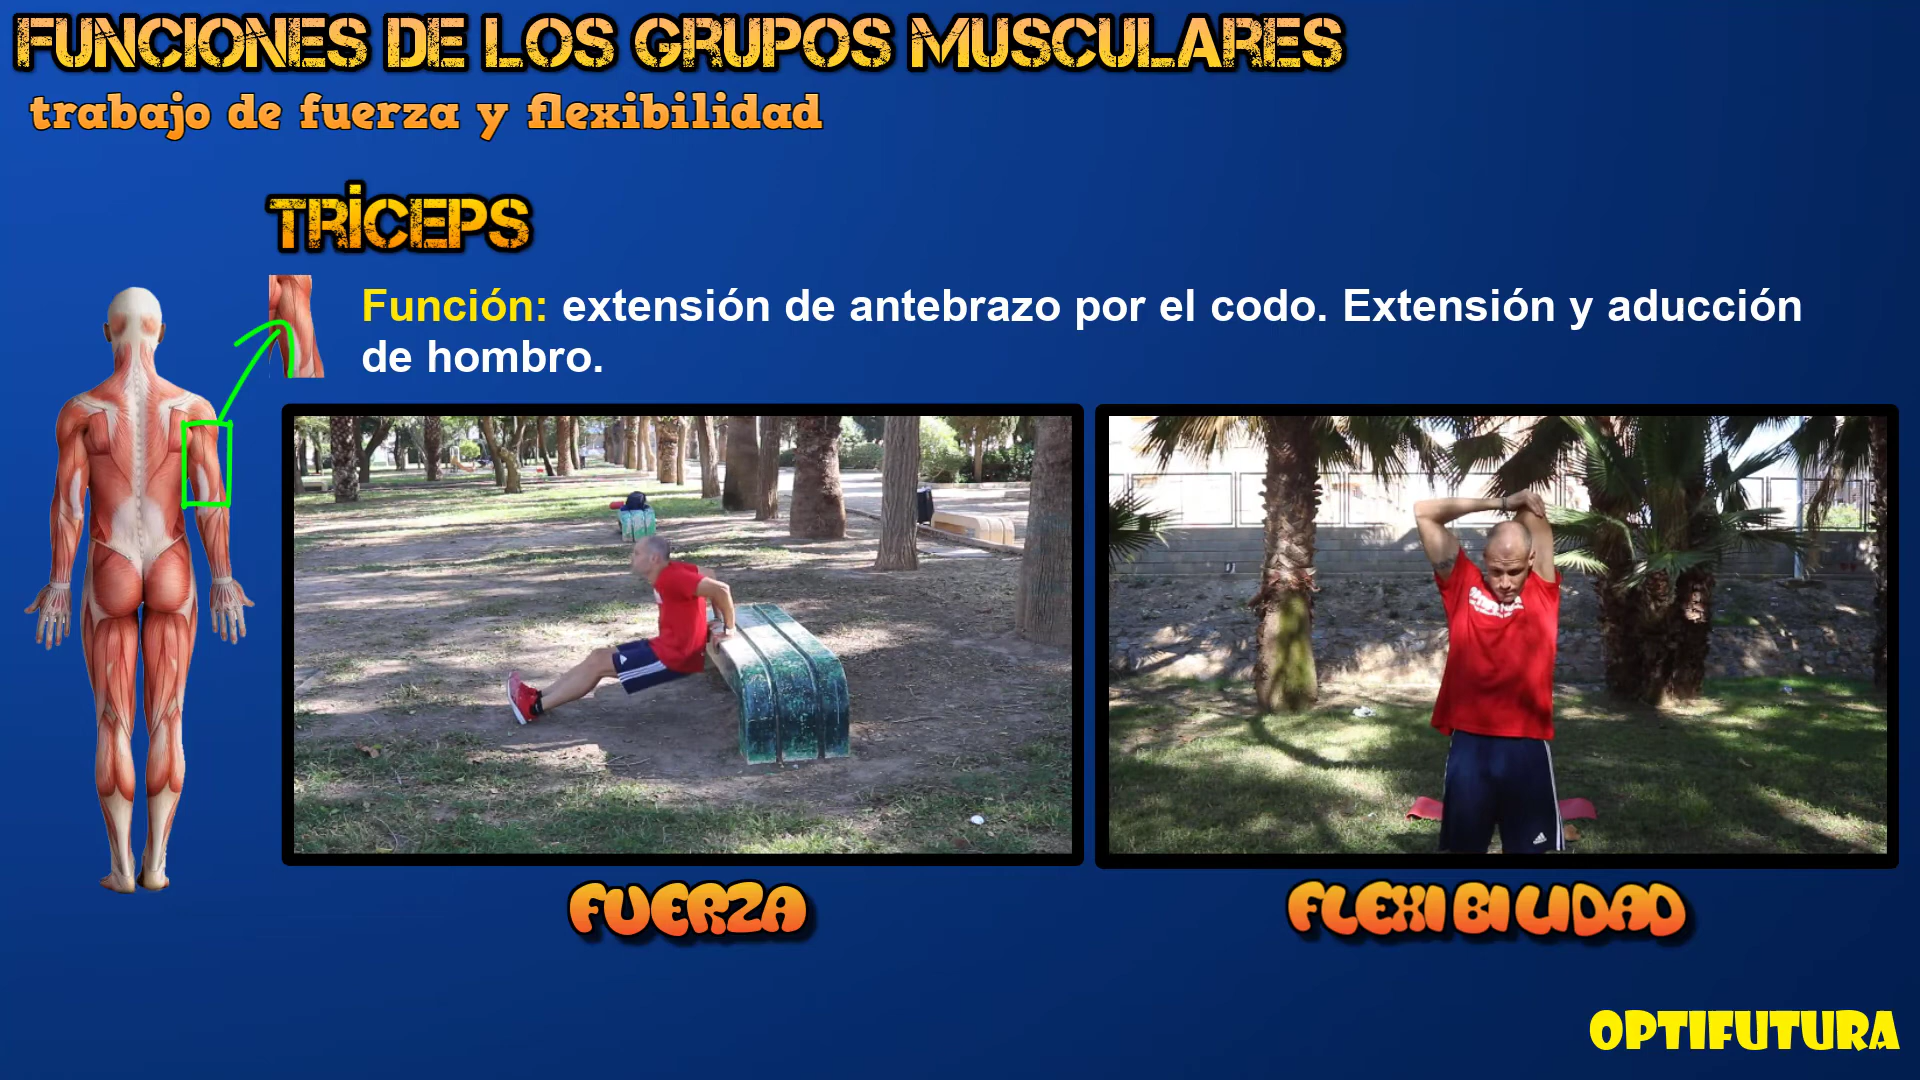 FUNCIONES DE LOS GRUPOS MUSCULARES
trabajo de fuerza y flexibilidad
TRÍCEPS
Función: extensión de antebrazo por el codo. Extensión y aducción
de hombro.
FUERZA
FLEXIBILIDAD
OPTIFUTURA